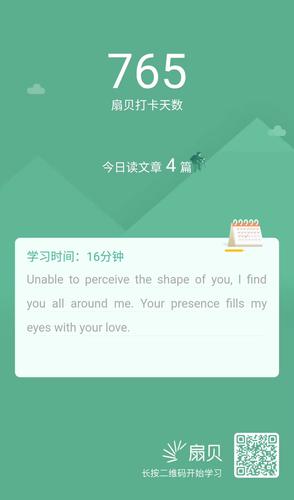 765
扇贝打卡天数
今日读文章 4 篇
学习时间：16分钟
Unable to perceive the shape of you, I find
you all around me. Your presence fills my
eyes with your love.
扇贝
长按二维码开始学习